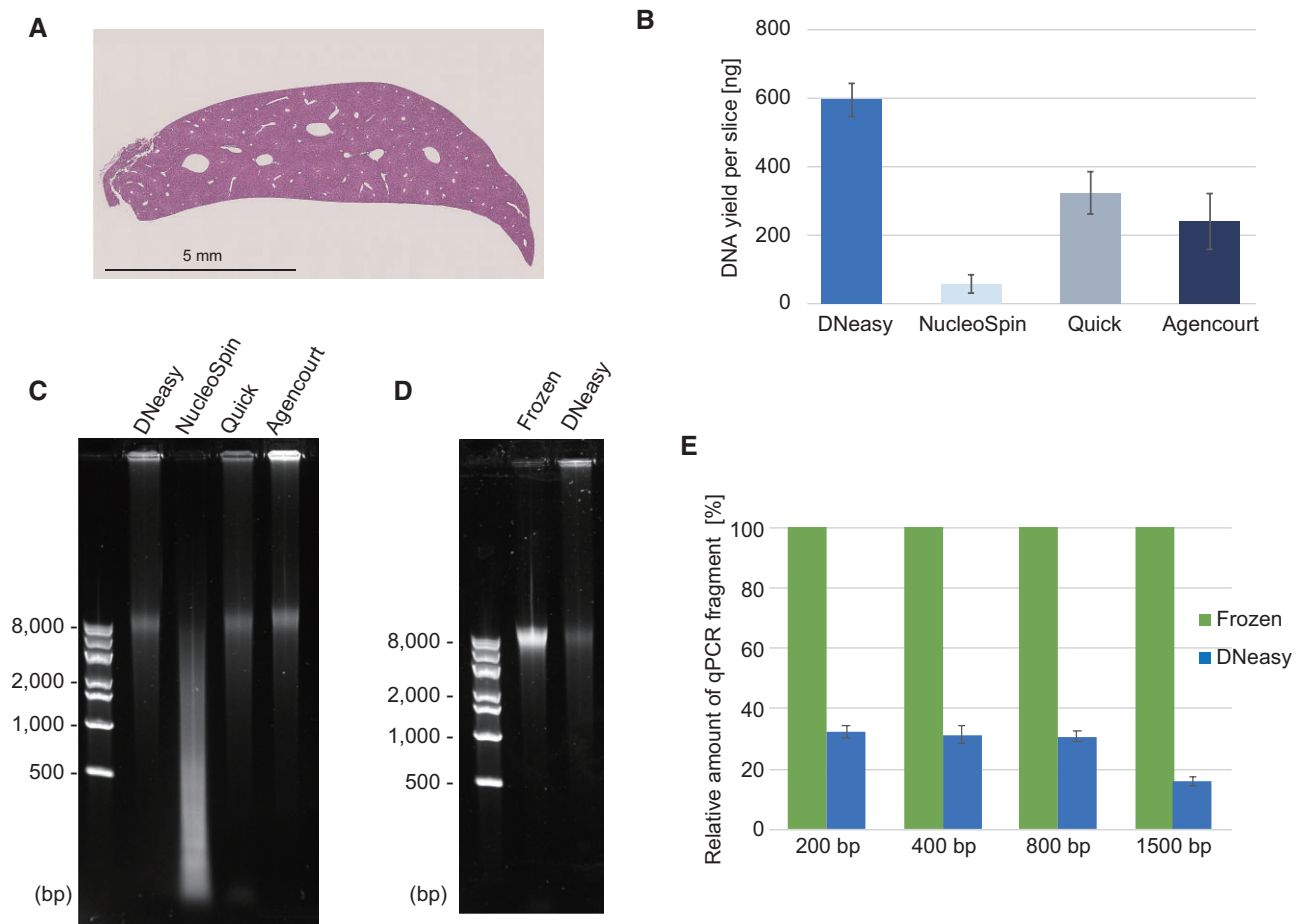 A
5 mm
B
DNA yield per slice [ng]
800
600
400
200
0
DNeasy NucleoSpin Quick Agencourt
C
DNeasy
NucleoSpin
Quick
Agencourt
8,000 -
2,000 -
1,000 -
500 -
(bp)
D
Frozen
DNeasy
8,000 -
2,000 -
1,000 -
500 -
(bp)
E
Relative amount of qPCR fragment [%]
100
80
60
40
20
0
200 bp 400 bp 800 bp 1500 bp
Frozen
DNeasy